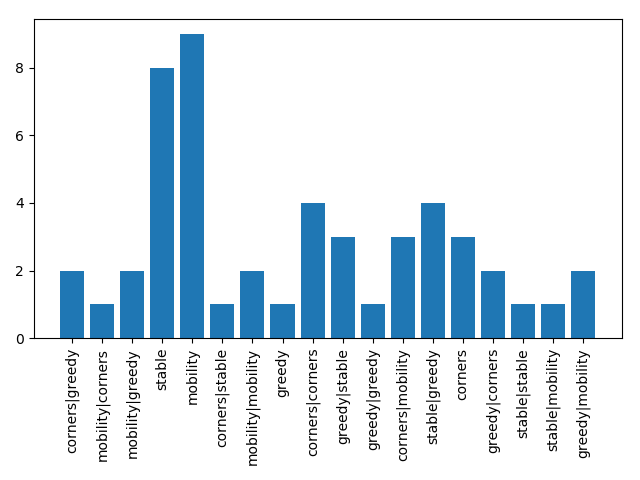 8
6
4
2
0
corners|greedy
mobility|corners
mobility|greedy
stable
mobility
corners|stable
mobility|mobility
greedy
corners|corners
greedy|stable
greedy|greedy
corners|mobility
stable|greedy
corners
greedy|corners
stable|stable
stable|mobility
greedy|mobility